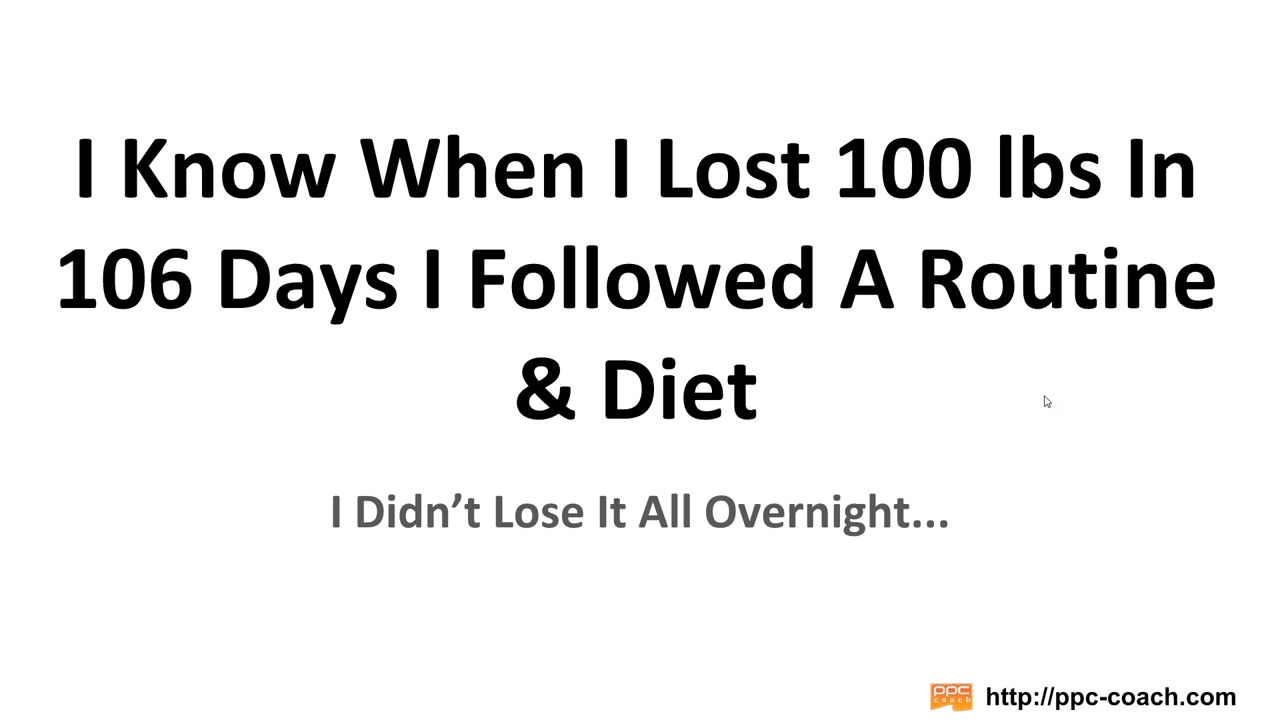 I Know When I Lost 100 lbs In
106 Days I Followed A Routine
& Diet
I Didn’t Lose It All Overnight...
ppc
coach
http://ppc-coach.com